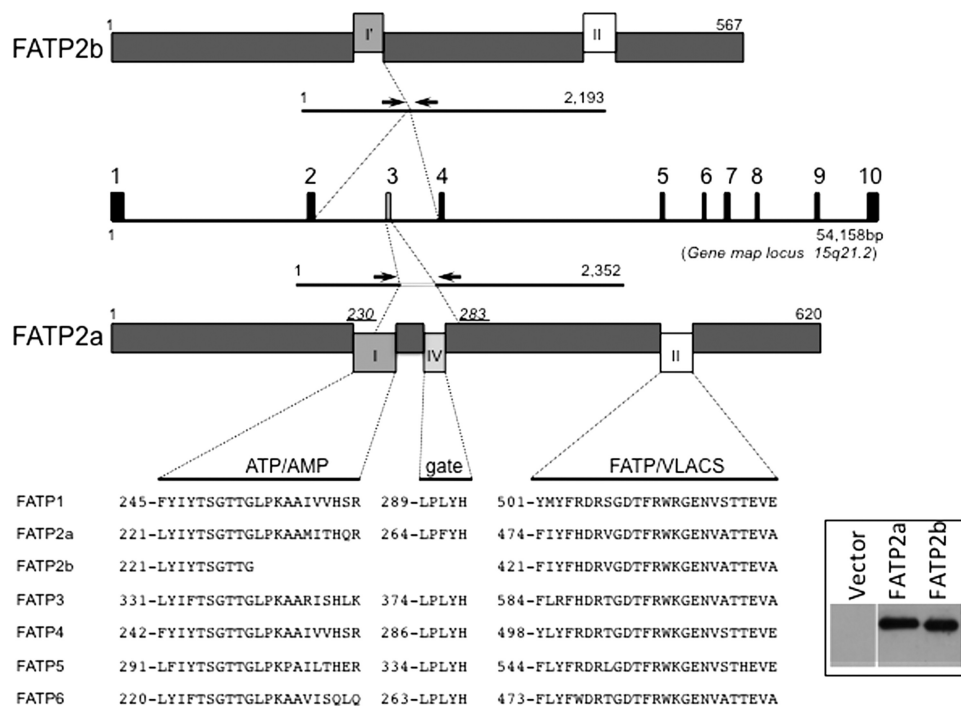 1 567
FATP2b I' II
1 2,193
1 2 3 4 5 6 7 8 9 10
1 54,158bp
(Gene map locus 15q21.2)
1 2,352
1 230 283 620
FATP2a I IV II
ATP/AMP gate FATP/VLACS
FATP1 245-FYIYTSGTTGLPKAAIVVHSR 289-LPLYH 501-YMYFRDRSGDTFRWRGENVSTTEVE
FATP2a 221-LYIYTSGTTGLPKAAMITHQR 264-LPFYH 474-FIYFHDRVGDTFRWKGENVATTEVA
FATP2b 221-LYIYTSGTTG 421-FIYFHDRVGDTFRWKGENVATTEVA
FATP3 331-LYIFTSGTTGLPKAARISHLK 374-LPLYH 584-FLRFHDRTGDTFRWKGENVATTEVA
FATP4 242-FYIYTSGTTGLPKAAIVVHSR 286-LPLYH 498-YLYFRDRTGDTFRWKGENVSTTEVE
FATP5 291-LFIYTSGTTGLPKPAILTHER 334-LPLYH 544-FLYFRDRLGDTFRWKGENVSTHEVE
FATP6 220-LYIFTSGTTGLPKAAVISQLQ 263-LPLYH 473-FLYFWDRTGDTFRWKGENVATTEVA
Vector
FATP2a
FATP2b